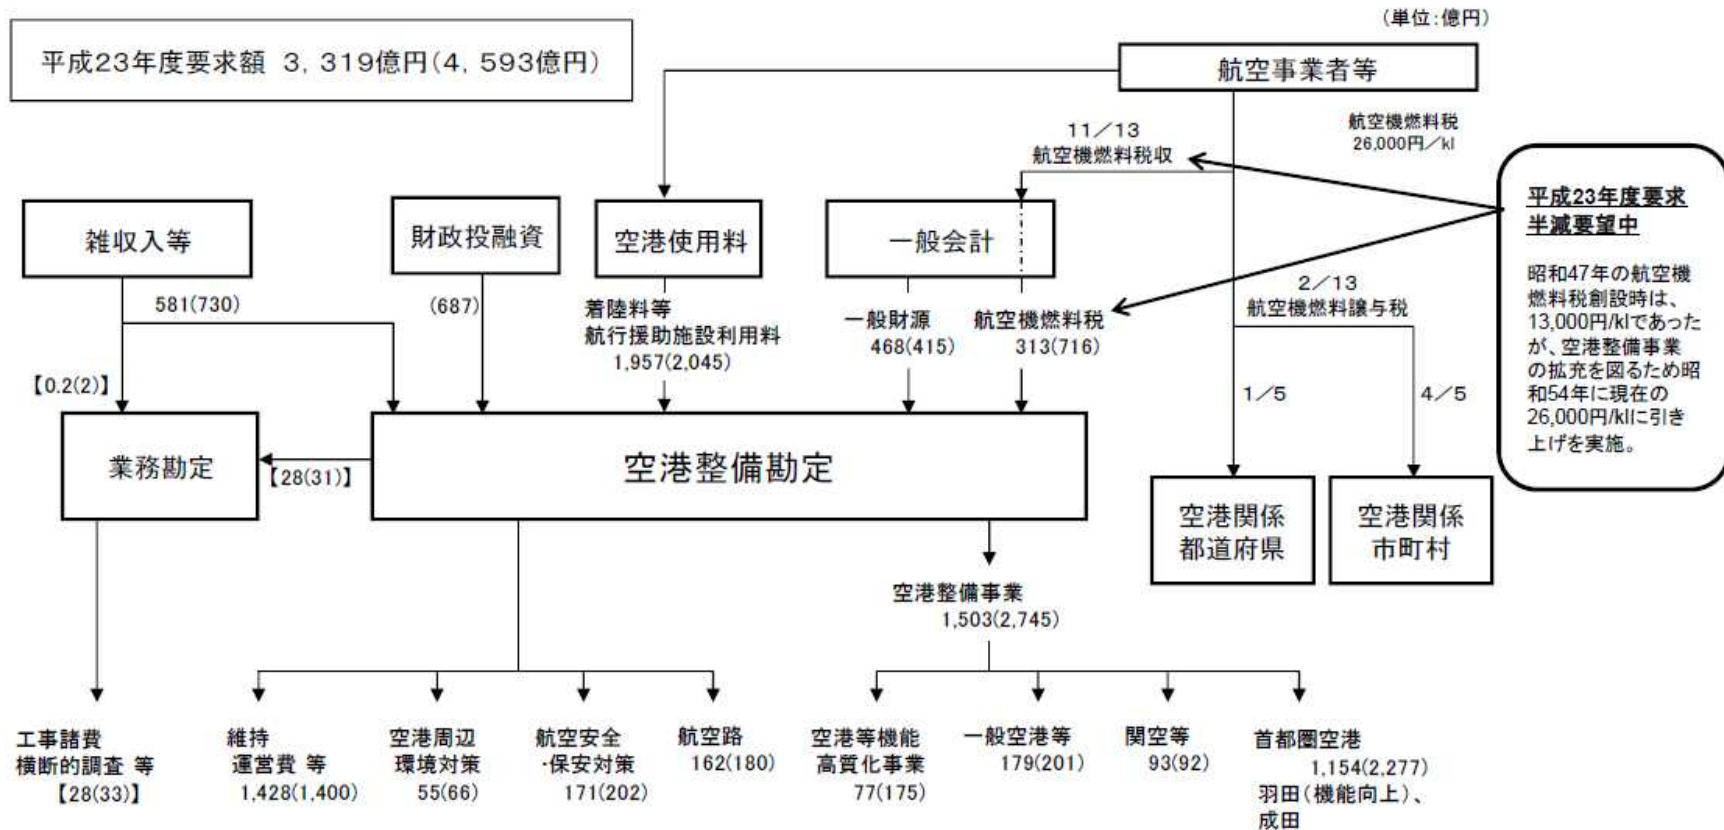 (単位:億円)
平成23年度要求額 3,319億円(4,593億円)
航空事業者等
11/13
航空機燃料税収
航空機燃料税
26,000円/kl
平成23年度要求
半減要望中
昭和47年の航空機
燃料税創設時は、
13,000円/klであった
が、空港整備事業
の拡充を図るため昭
和54年に現在の
26,000円/klに引き
上げを実施。
雑収入等
財政投融資
空港使用料
一般会計
581(730)
(687)
着陸料等
航行援助施設利用料
1,957(2,045)
一般財源
468(415)
航空機燃料税
313(716)
2/13
航空機燃料譲与税
【0.2(2)】
1/5
4/5
業務勘定
【28(31)】
空港整備勘定
空港関係
都道府県
空港関係
市町村
空港整備事業
1,503(2,745)
工事諸費
横断的調査 等
【28(33)】
維持
運営費 等
1,428(1,400)
空港周辺
環境対策
55(66)
航空安全
・保安対策
171(202)
航空路
162(180)
空港等機能
高質化事業
77(175)
一般空港等
179(201)
関空等
93(92)
首都圏空港
1,154(2,277)
羽田(機能向上)、
成田